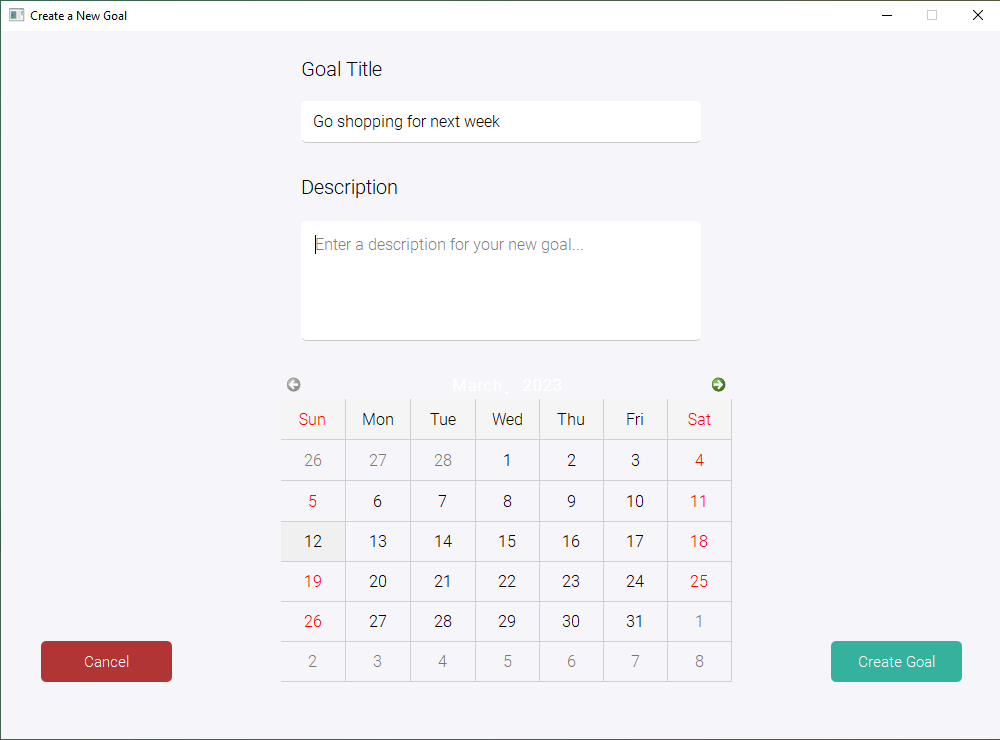 Create a New Goal
Goal Title
Go shopping for next week
Description
Enter a description for your new goal...
March, 2023
Sun Mon Tue Wed Thu Fri Sat
26 27 28 1 2 3 4
5 6 7 8 9 10 11
12 13 14 15 16 17 18
19 20 21 22 23 24 25
26 27 28 29 30 31 1
2 3 4 5 6 7 8
Cancel
Create Goal